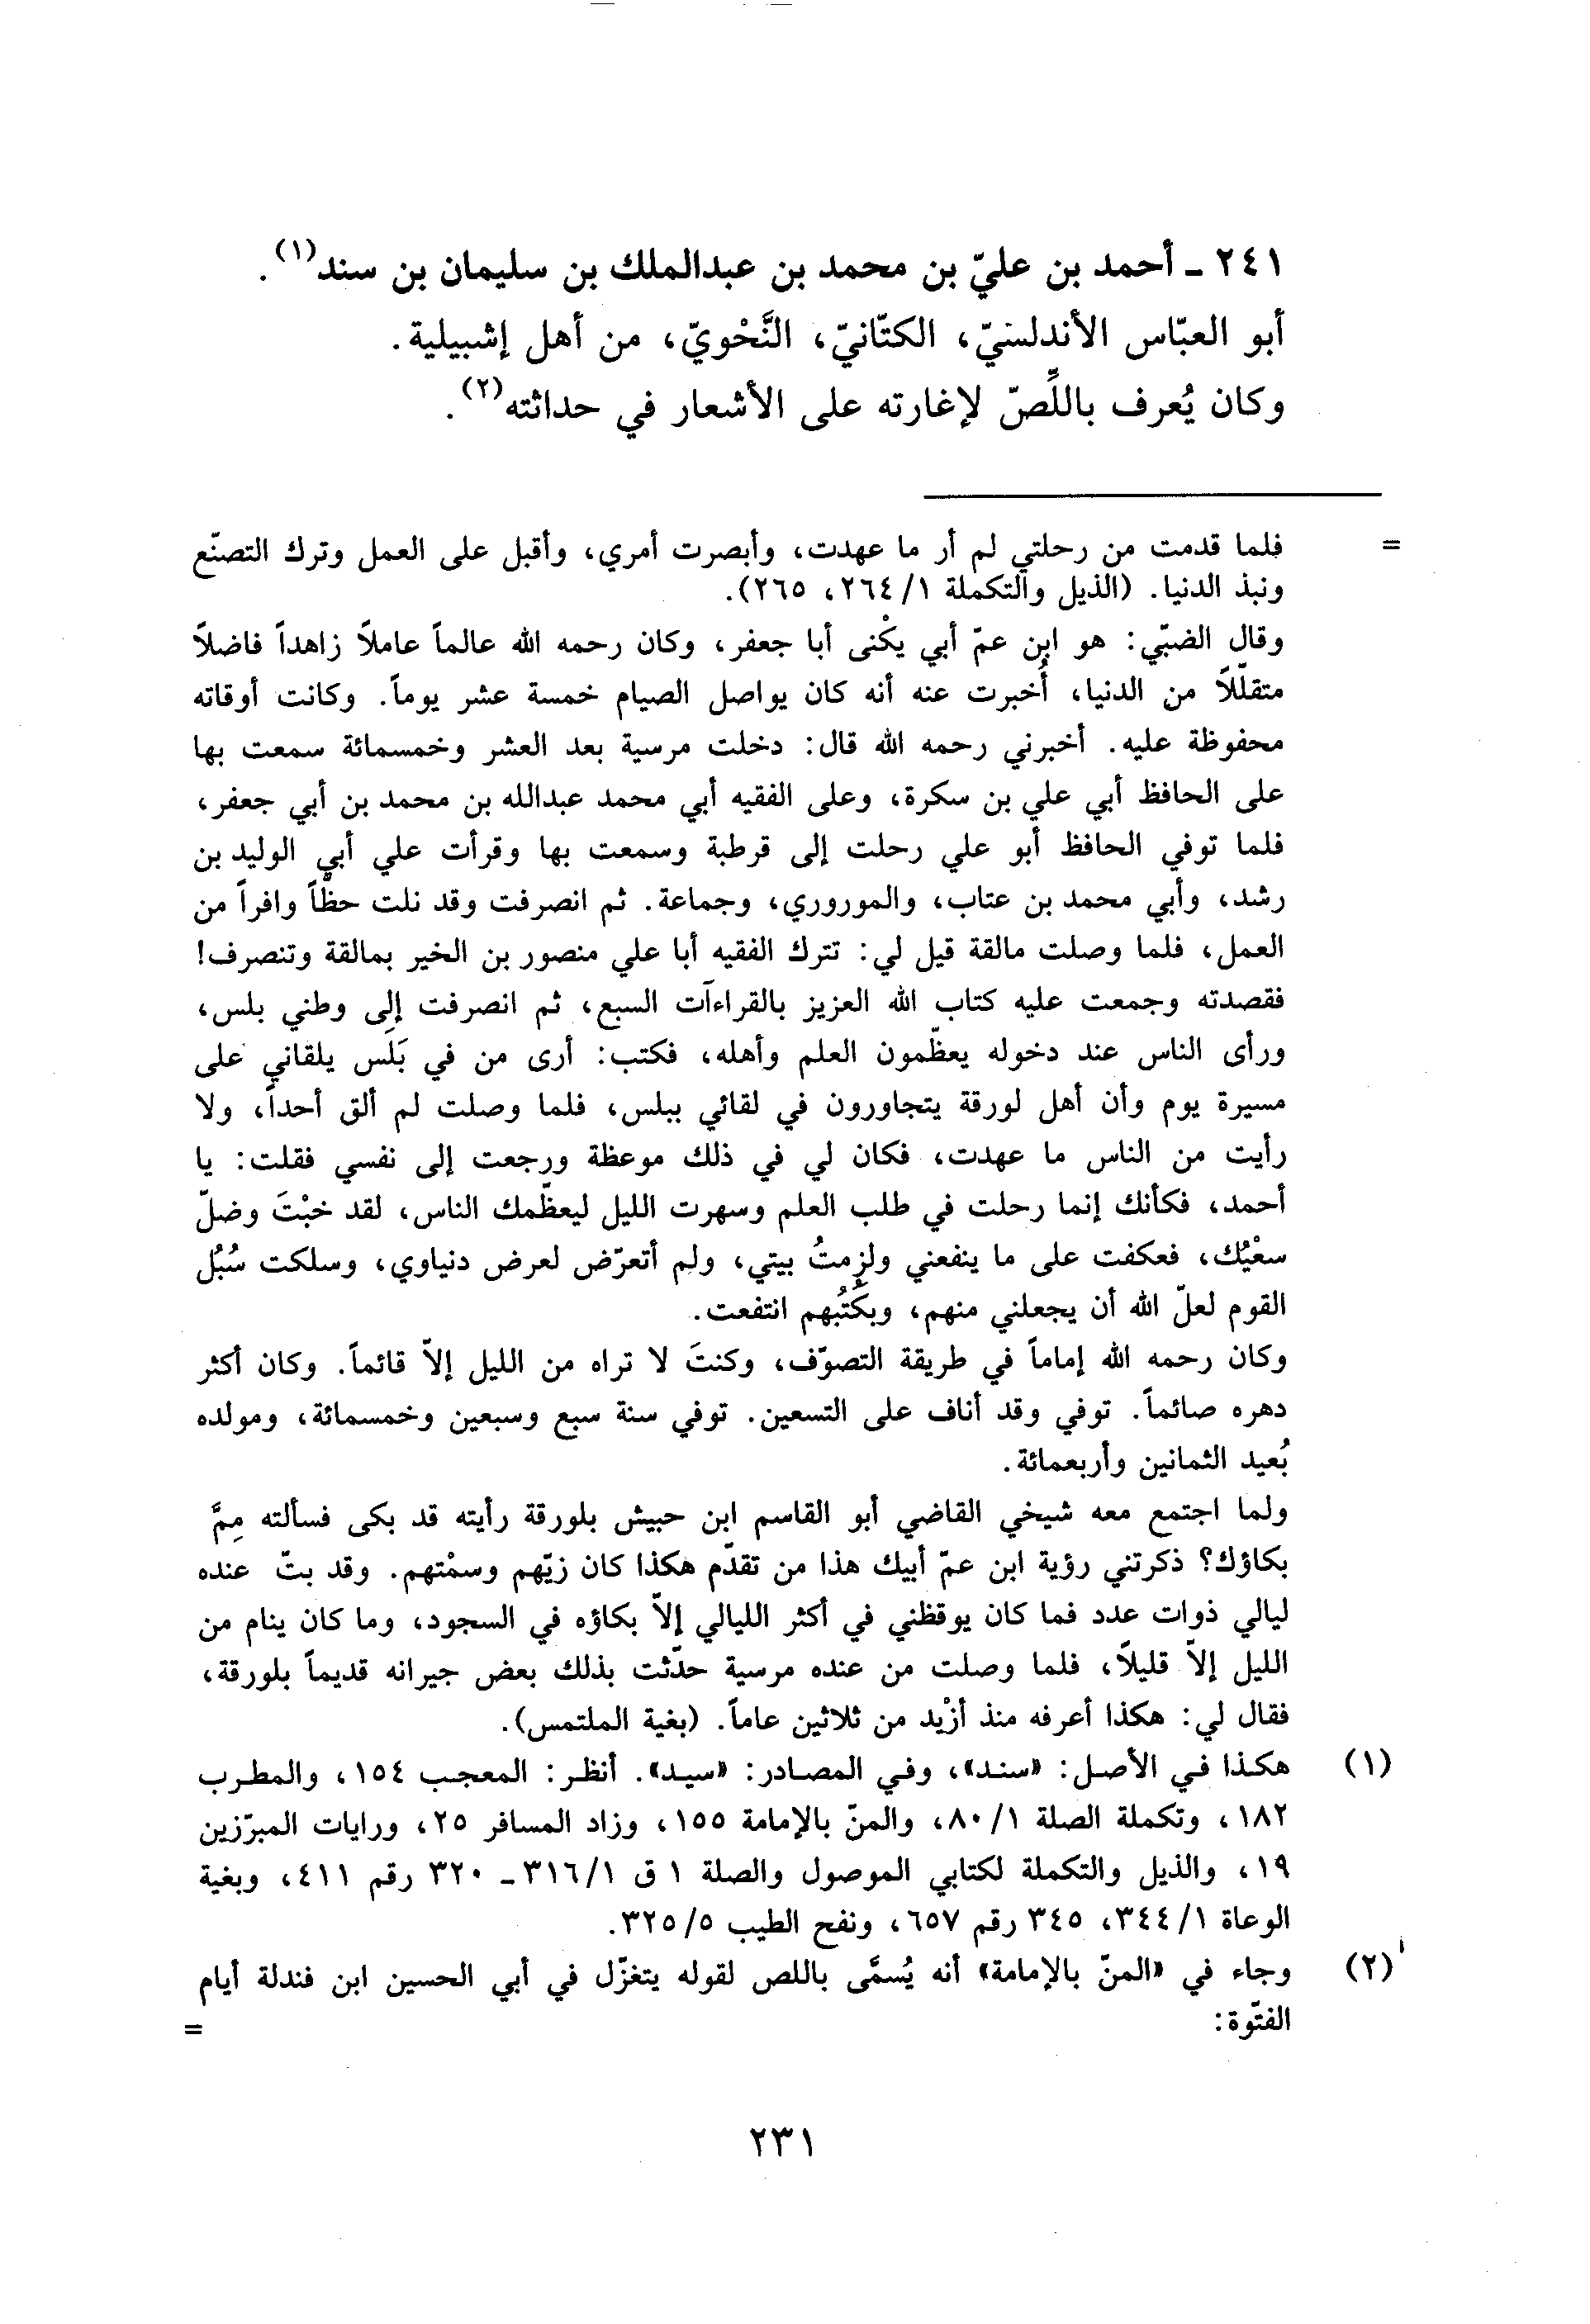 ٢٤١ - أحمد بن عليّ بن محمد بن عبدالملك بن سليمان بن سند(١).
أبو العبّاس الأندلسيّ، الكتّانيّ، النَّحْويّ، من أهل إشبيلية.
وكان يُعرف باللِّصّ لإغارته على الأشعار في حداثته(٢).
= فلما قدمت من رحلتي لم أر ما عهدت، وأبصرت أمري، وأقبل على العمل وترك التصنّع
ونبذ الدنيا. (الذيل والتكملة ١/ ٢٦٤، ٢٦٥).
وقال الضبّي: هو ابن عمّ أبي يكْنى أبا جعفر، وكان رحمه الله عالماً عاملاً زاهداً فاضلاً
متقلّلاً من الدنيا، أُخبرت عنه أنه كان يواصل الصيام خمسة عشر يوماً. وكانت أوقاته
محفوظة عليه. أخبرني رحمه الله قال: دخلت مرسية بعد العشر وخمسمائة سمعت بها
على الحافظ أبي علي بن سكرة، وعلى الفقيه أبي محمد عبدالله بن محمد بن أبي جعفر،
فلما توفي الحافظ أبو علي رحلت إلى قرطبة وسمعت بها وقرأت علي أبي الوليد بن
رشد، وأبي محمد بن عتاب، والموروري، وجماعة. ثم انصرفت وقد نلت حظّاً وافراً من
العمل، فلما وصلت مالقة قيل لي: تترك الفقيه أبا علي منصور بن الخير بمالقة وتنصرف!
فقصدته وجمعت عليه كتاب الله العزيز بالقراءآت السبع، ثم انصرفت إلى وطني بلس،
ورأى الناس عند دخوله يعظّمون العلم وأهله، فكتب: أرى من في بَلَس يلقاني على
مسيرة يوم وأن أهل لورقة يتجاورون في لقائي ببلس، فلما وصلت لم ألق أحداً، ولا
رأيت من الناس ما عهدت، فكان لي في ذلك موعظة ورجعت إلى نفسي فقلت: يا
أحمد، فكأنك إنما رحلت في طلب العلم وسهرت الليل ليعظّمك الناس، لقد خبْتَ وضلّ
سعْيُك، فعكفت على ما ينفعني ولزمتُ بيتي، ولم أتعرّض لعرض دنياوي، وسلكت سُبُل
القوم لعلّ الله أن يجعلني منهم، وبكُتُبهم انتفعت.
وكان رحمه الله إماماً في طريقة التصوّف، وكنتَ لا تراه من الليل إلاّ قائماً. وكان أكثر
دهره صائماً. توفي وقد أناف على التسعين. توفي سنة سبع وسبعين وخمسمائة، ومولده
بُعيد الثمانين وأربعمائة.
ولما اجتمع معه شيخي القاضي أبو القاسم ابن حبيش بلورقة رأيته قد بكى فسألته مِمَّ
بكاؤك؟ ذكرتني رؤية ابن عمّ أبيك هذا من تقدّم هكذا كان زيّهم وسمْتهم. وقد بتّ عنده
ليالي ذوات عدد فما كان يوقظني في أكثر الليالي إلاّ بكاؤه في السجود، وما كان ينام من
الليل إلاّ قليلاً، فلما وصلت من عنده مرسية حدّثت بذلك بعض جيرانه قديماً بلورقة،
فقال لي: هكذا أعرفه منذ أزْيد من ثلاثين عاماً. (بغية الملتمس).
(١) هكذا في الأصل: «سند»، وفي المصادر: «سيد». أنظر: المعجب ١٥٤، والمطرب
١٨٢، وتكملة الصلة ١/ ٨٠، والمنّ بالإمامة ١٥٥، وزاد المسافر ٢٥، ورايات المبرّزين
١٩، والذيل والتكملة لكتابي الموصول والصلة ١ ق ١/ ٣١٦ - ٣٢٠ رقم ٤١١، وبغية
الوعاة ١/ ٣٤٤، ٣٤٥ رقم ٦٥٧، ونفح الطيب ٥/ ٣٢٥.
(٢) وجاء في «المنّ بالإمامة» أنه يُسمَّى باللص لقوله يتغزّل في أبي الحسين ابن فندلة أيام
الفتّوة: =
٢٣١